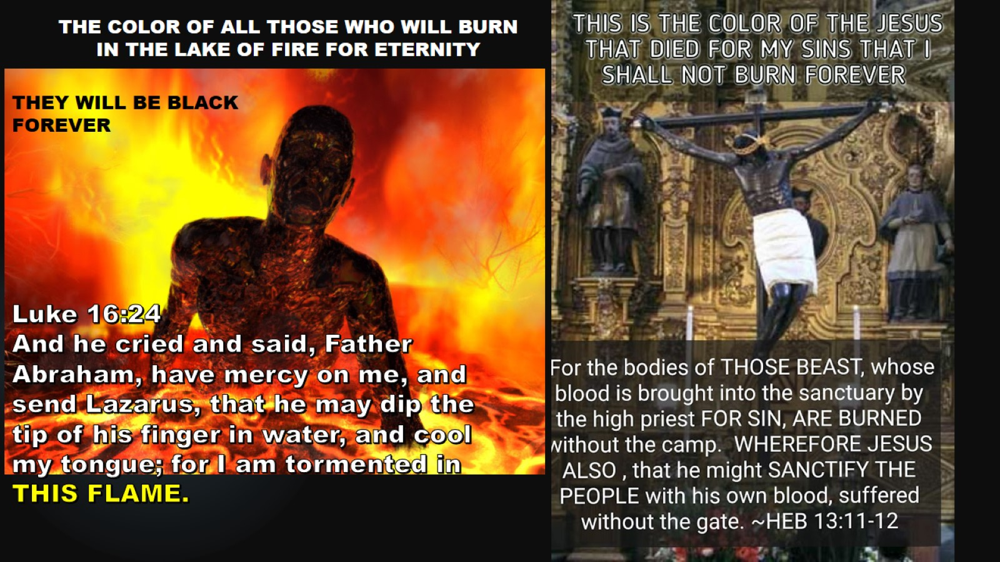 THE COLOR OF ALL THOSE WHO WILL BURN
IN THE LAKE OF FIRE FOR ETERNITY
THEY WILL BE BLACK
FOREVER
Luke 16:24
And he cried and said, Father
Abraham, have mercy on me, and
send Lazarus, that he may dip the
tip of his finger in water, and cool
my tongue; for I am tormented in
THIS FLAME.
THIS IS THE COLOR OF THE JESUS
THAT DIED FOR MY SINS THAT I
SHALL NOT BURN FOREVER
For the bodies of THOSE BEAST, whose
blood is brought into the sanctuary by
the high priest FOR SIN, ARE BURNED
without the camp. WHEREFORE JESUS
ALSO , that he might SANCTIFY THE
PEOPLE with his own blood, suffered
without the gate. ~HEB 13:11-12